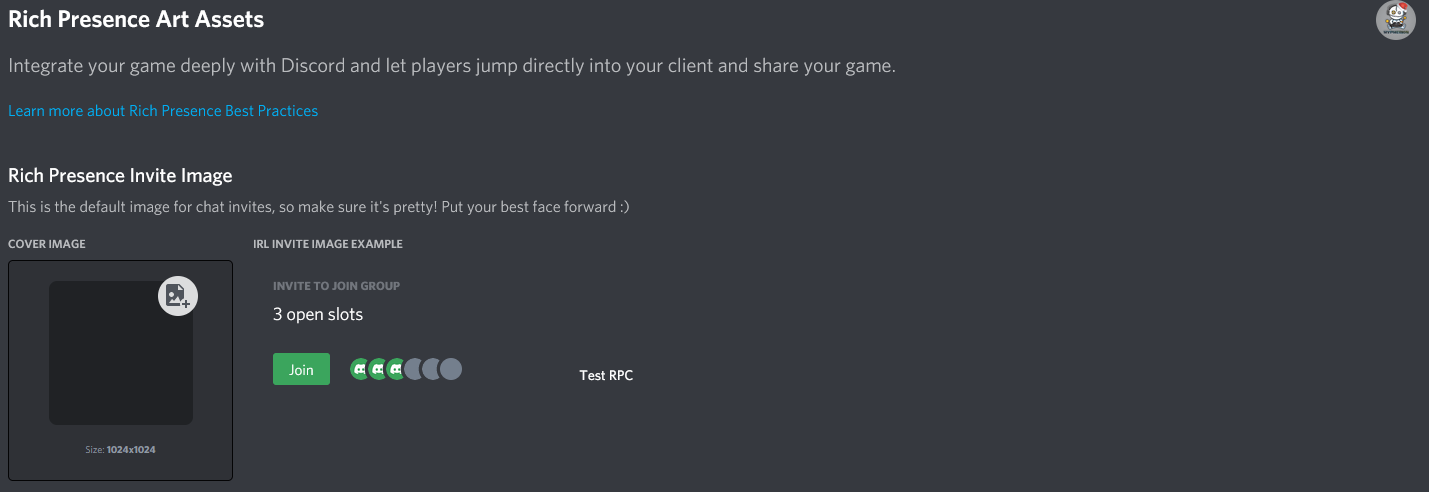 Rich Presence Art Assets
Integrate your game deeply with Discord and let players jump directly into your client and share your game.
Learn more about Rich Presence Best Practices
Rich Presence Invite Image
This is the default image for chat invites, so make sure it's pretty! Put your best face forward :)
COVER IMAGE
IRL INVITE IMAGE EXAMPLE
INVITE TO JOIN GROUP
3 open slots
Join
Test RPC
Size: 1024x1024